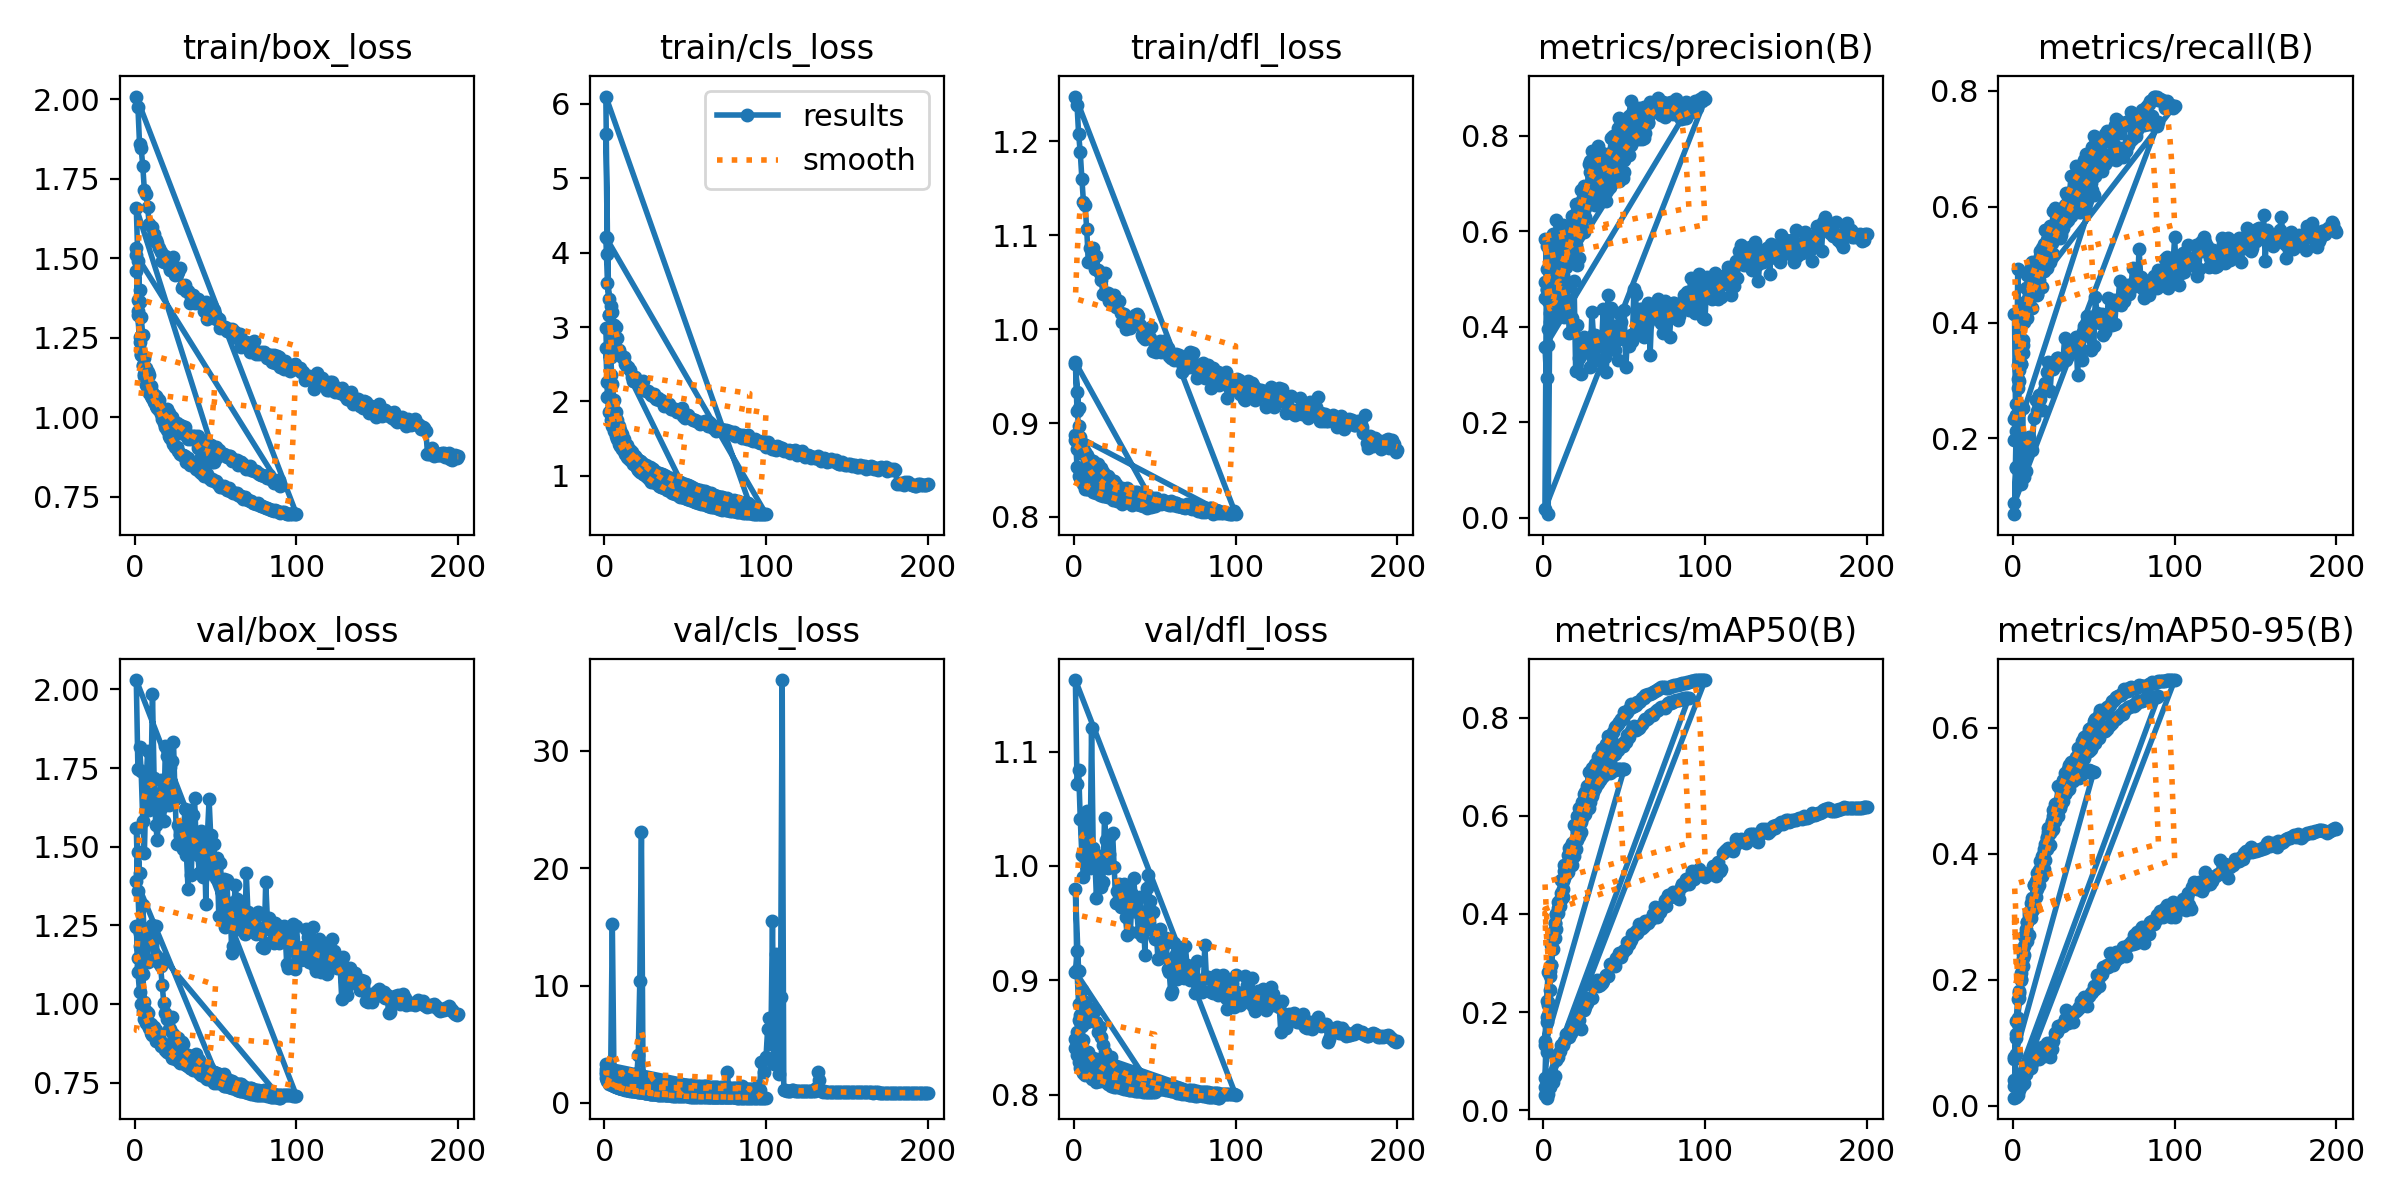 train/box_loss
2.00
1.75
1.50
1.25
1.00
0.75
0 100 200
train/cls_loss
results
smooth
6
5
4
3
2
1
0 100 200
train/dfl_loss
1.2
1.1
1.0
0.9
0.8
0 100 200
metrics/precision(B)
0.8
0.6
0.4
0.2
0.0
0 100 200
metrics/recall(B)
0.8
0.6
0.4
0.2
0 100 200
val/box_loss
2.00
1.75
1.50
1.25
1.00
0.75
0 100 200
val/cls_loss
30
20
10
0
0 100 200
val/dfl_loss
1.1
1.0
0.9
0.8
0 100 200
metrics/mAP50(B)
0.8
0.6
0.4
0.2
0.0
0 100 200
metrics/mAP50-95(B)
0.6
0.4
0.2
0.0
0 100 200